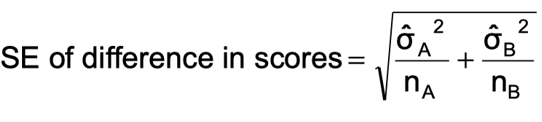 SE of difference in scores = √(σ̂_A² / n_A + σ̂_B² / n_B)